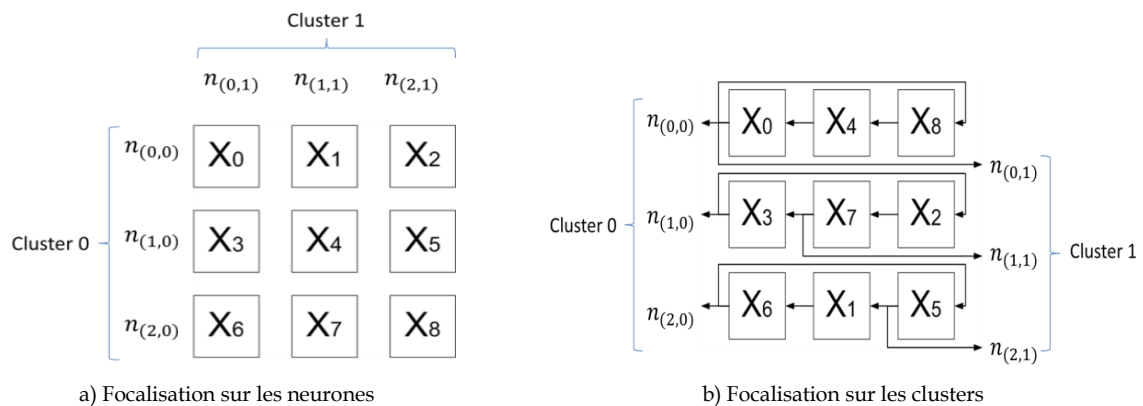 Cluster 1
n(0,1) n(1,1) n(2,1)
Cluster 0
n(0,0) X0 X1 X2
n(1,0) X3 X4 X5
n(2,0) X6 X7 X8
a) Focalisation sur les neurones
Cluster 0
n(0,0) X0 X4 X8
n(0,1)
n(1,0) X3 X7 X2
n(1,1)
n(2,0) X6 X1 X5
n(2,1)
Cluster 1
b) Focalisation sur les clusters